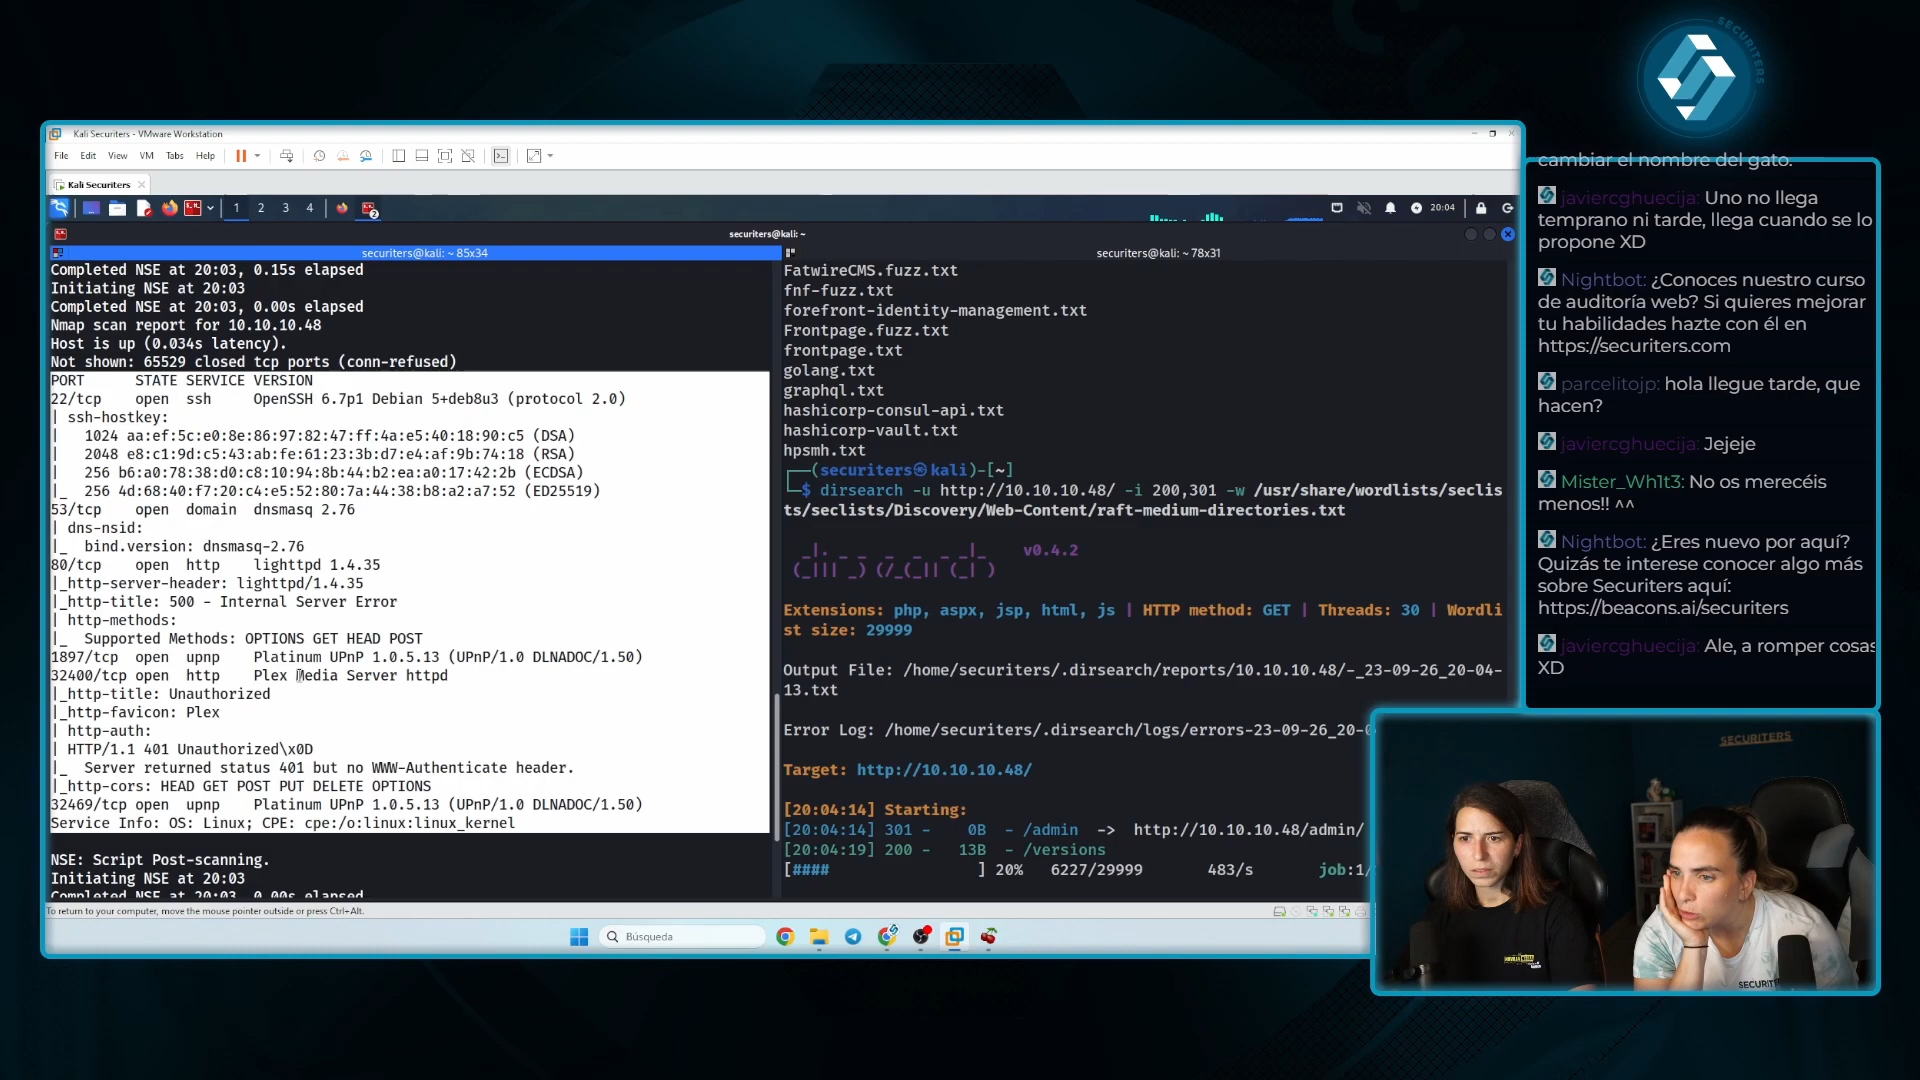 SECURITERS
Kali Securiters - VMware Workstation
File Edit View VM Tabs Help
Kali Securiters
1 2 3 4
2
20:04
securiters@kali: ~
securiters@kali: ~ 85x34
Completed NSE at 20:03, 0.15s elapsed
Initiating NSE at 20:03
Completed NSE at 20:03, 0.00s elapsed
Nmap scan report for 10.10.10.48
Host is up (0.034s latency).
Not shown: 65529 closed tcp ports (conn-refused)
PORT      STATE SERVICE VERSION
22/tcp    open  ssh     OpenSSH 6.7p1 Debian 5+deb8u3 (protocol 2.0)
| ssh-hostkey:
|   1024 aa:ef:5c:e0:8e:86:97:82:47:ff:4a:e5:40:18:90:c5 (DSA)
|   2048 e8:c1:9d:c5:43:ab:fe:61:23:3b:d7:e4:af:9b:74:18 (RSA)
|   256 b6:a0:78:38:d0:c8:10:94:8b:44:b2:ea:a0:17:42:2b (ECDSA)
|_  256 4d:68:40:f7:20:c4:e5:52:80:7a:44:38:b8:a2:a7:52 (ED25519)
53/tcp    open  domain  dnsmasq 2.76
| dns-nsid:
|_  bind.version: dnsmasq-2.76
80/tcp    open  http    lighttpd 1.4.35
|_http-server-header: lighttpd/1.4.35
|_http-title: 500 - Internal Server Error
| http-methods:
|_  Supported Methods: OPTIONS GET HEAD POST
1897/tcp  open  upnp    Platinum UPnP 1.0.5.13 (UPnP/1.0 DLNADOC/1.50)
32400/tcp open  http    Plex Media Server httpd
|_http-title: Unauthorized
|_http-favicon: Plex
| http-auth:
| HTTP/1.1 401 Unauthorized\x0D
|_  Server returned status 401 but no WWW-Authenticate header.
|_http-cors: HEAD GET POST PUT DELETE OPTIONS
32469/tcp open  upnp    Platinum UPnP 1.0.5.13 (UPnP/1.0 DLNADOC/1.50)
Service Info: OS: Linux; CPE: cpe:/o:linux:linux_kernel
NSE: Script Post-scanning.
Initiating NSE at 20:03
Completed NSE at 20:03, 0.00s elapsed
securiters@kali: ~ 78x31
FatwireCMS.fuzz.txt
fnf-fuzz.txt
forefront-identity-management.txt
Frontpage.fuzz.txt
frontpage.txt
golang.txt
graphql.txt
hashicorp-consul-api.txt
hashicorp-vault.txt
hpsmh.txt
┌──(securiters㉿kali)-[~]
└─$ dirsearch -u http://10.10.10.48/ -i 200,301 -w /usr/share/wordlists/seclis
ts/seclists/Discovery/Web-Content/raft-medium-directories.txt
_|. _ _  _  _  _ _|_    v0.4.2
(_||| _) (/_(_|| (_| )
Extensions: php, aspx, jsp, html, js | HTTP method: GET | Threads: 30 | Wordli
st size: 29999
Output File: /home/securiters/.dirsearch/reports/10.10.10.48/-_23-09-26_20-04-
13.txt
Error Log: /home/securiters/.dirsearch/logs/errors-23-09-26_20-0
Target: http://10.10.10.48/
[20:04:14] Starting:
[20:04:14] 301 -    0B  - /admin  ->  http://10.10.10.48/admin/
[20:04:19] 200 -   13B  - /versions
[####                  ] 20%   6227/29999        483/s       job:1/
To return to your computer, move the mouse pointer outside or press Ctrl+Alt.
Búsqueda
cambiar el nombre del gato.
javiercghuecija: Uno no llega
temprano ni tarde, llega cuando se lo
propone XD
Nightbot: ¿Conoces nuestro curso
de auditoría web? Si quieres mejorar
tu habilidades hazte con él en
https://securiters.com
parcelitojp: hola llegue tarde, que
hacen?
javiercghuecija: Jejeje
Mister_Wh1t3: No os merecéis
menos!! ^^
Nightbot: ¿Eres nuevo por aquí?
Quizás te interese conocer algo más
sobre Securiters aquí:
https://beacons.ai/securiters
javiercghuecija: Ale, a romper cosas
XD
SECURITERS
SECURI